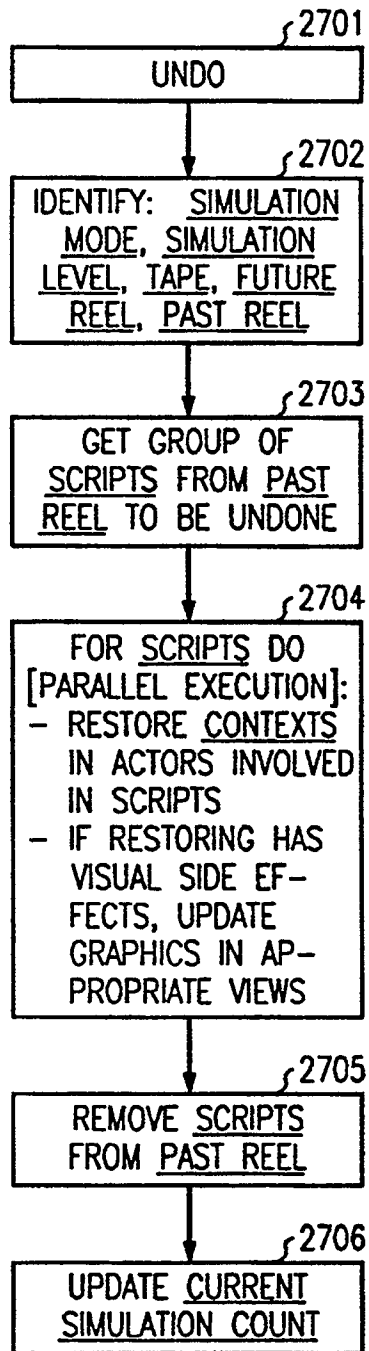 2701
UNDO
2702
IDENTIFY: SIMULATION
MODE, SIMULATION
LEVEL, TAPE, FUTURE
REEL, PAST REEL
2703
GET GROUP OF
SCRIPTS FROM PAST
REEL TO BE UNDONE
2704
FOR SCRIPTS DO
[PARALLEL EXECUTION]:
– RESTORE CONTEXTS
IN ACTORS INVOLVED
IN SCRIPTS
– IF RESTORING HAS
VISUAL SIDE EF-
FECTS, UPDATE
GRAPHICS IN AP-
PROPRIATE VIEWS
2705
REMOVE SCRIPTS
FROM PAST REEL
2706
UPDATE CURRENT
SIMULATION COUNT